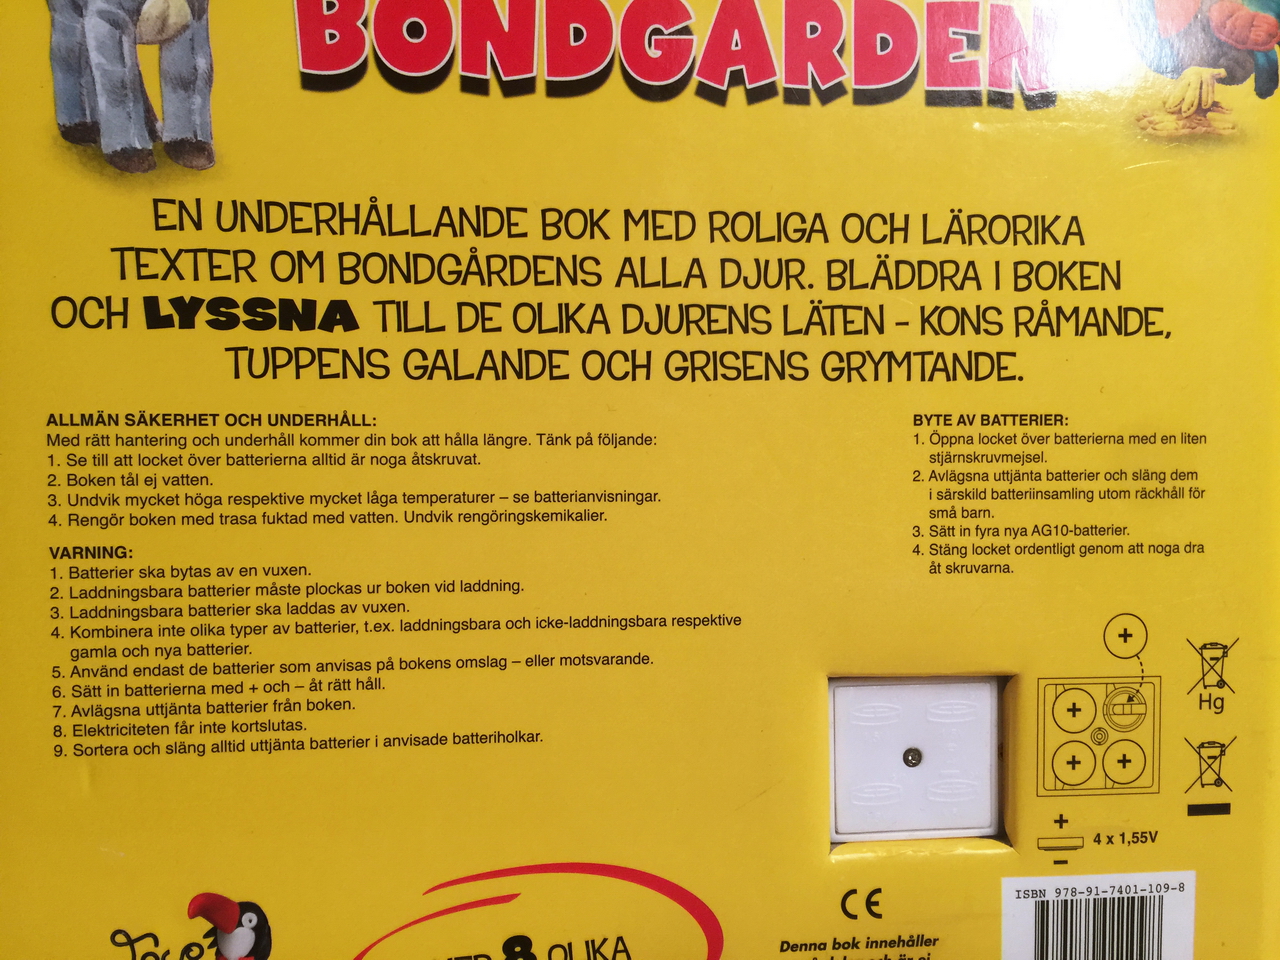 BONDGÅRDEN
EN UNDERHÅLLANDE BOK MED ROLIGA OCH LÄRORIKA
TEXTER OM BONDGÅRDENS ALLA DJUR. BLÄDDRA I BOKEN
OCH LYSSNA TILL DE OLIKA DJURENS LÄTEN – KONS RÅMANDE,
TUPPENS GALANDE OCH GRISENS GRYMTANDE.
ALLMÄN SÄKERHET OCH UNDERHÅLL:
Med rätt hantering och underhåll kommer din bok att hålla längre. Tänk på följande:
1. Se till att locket över batterierna alltid är noga åtskruvat.
2. Boken tål ej vatten.
3. Undvik mycket höga respektive mycket låga temperaturer – se batterianvisningar.
4. Rengör boken med trasa fuktad med vatten. Undvik rengöringskemikalier.
VARNING:
1. Batterier ska bytas av en vuxen.
2. Laddningsbara batterier måste plockas ur boken vid laddning.
3. Laddningsbara batterier ska laddas av vuxen.
4. Kombinera inte olika typer av batterier, t.ex. laddningsbara och icke-laddningsbara respektive
gamla och nya batterier.
5. Använd endast de batterier som anvisas på bokens omslag – eller motsvarande.
6. Sätt in batterierna med + och – åt rätt håll.
7. Avlägsna uttjänta batterier från boken.
8. Elektriciteten får inte kortslutas.
9. Sortera och släng alltid uttjänta batterier i anvisade batteriholkar.
BYTE AV BATTERIER:
1. Öppna locket över batterierna med en liten
stjärnskruvmejsel.
2. Avlägsna uttjänta batterier och släng dem
i särskild batteriinsamling utom räckhåll för
små barn.
3. Sätt in fyra nya AG10-batterier.
4. Stäng locket ordentligt genom att noga dra
åt skruvarna.
+
+
+ +
Hg
+
4 x 1,55V
–
8 OLIKA
CE
Denna bok innehåller
ISBN 978-91-7401-109-8